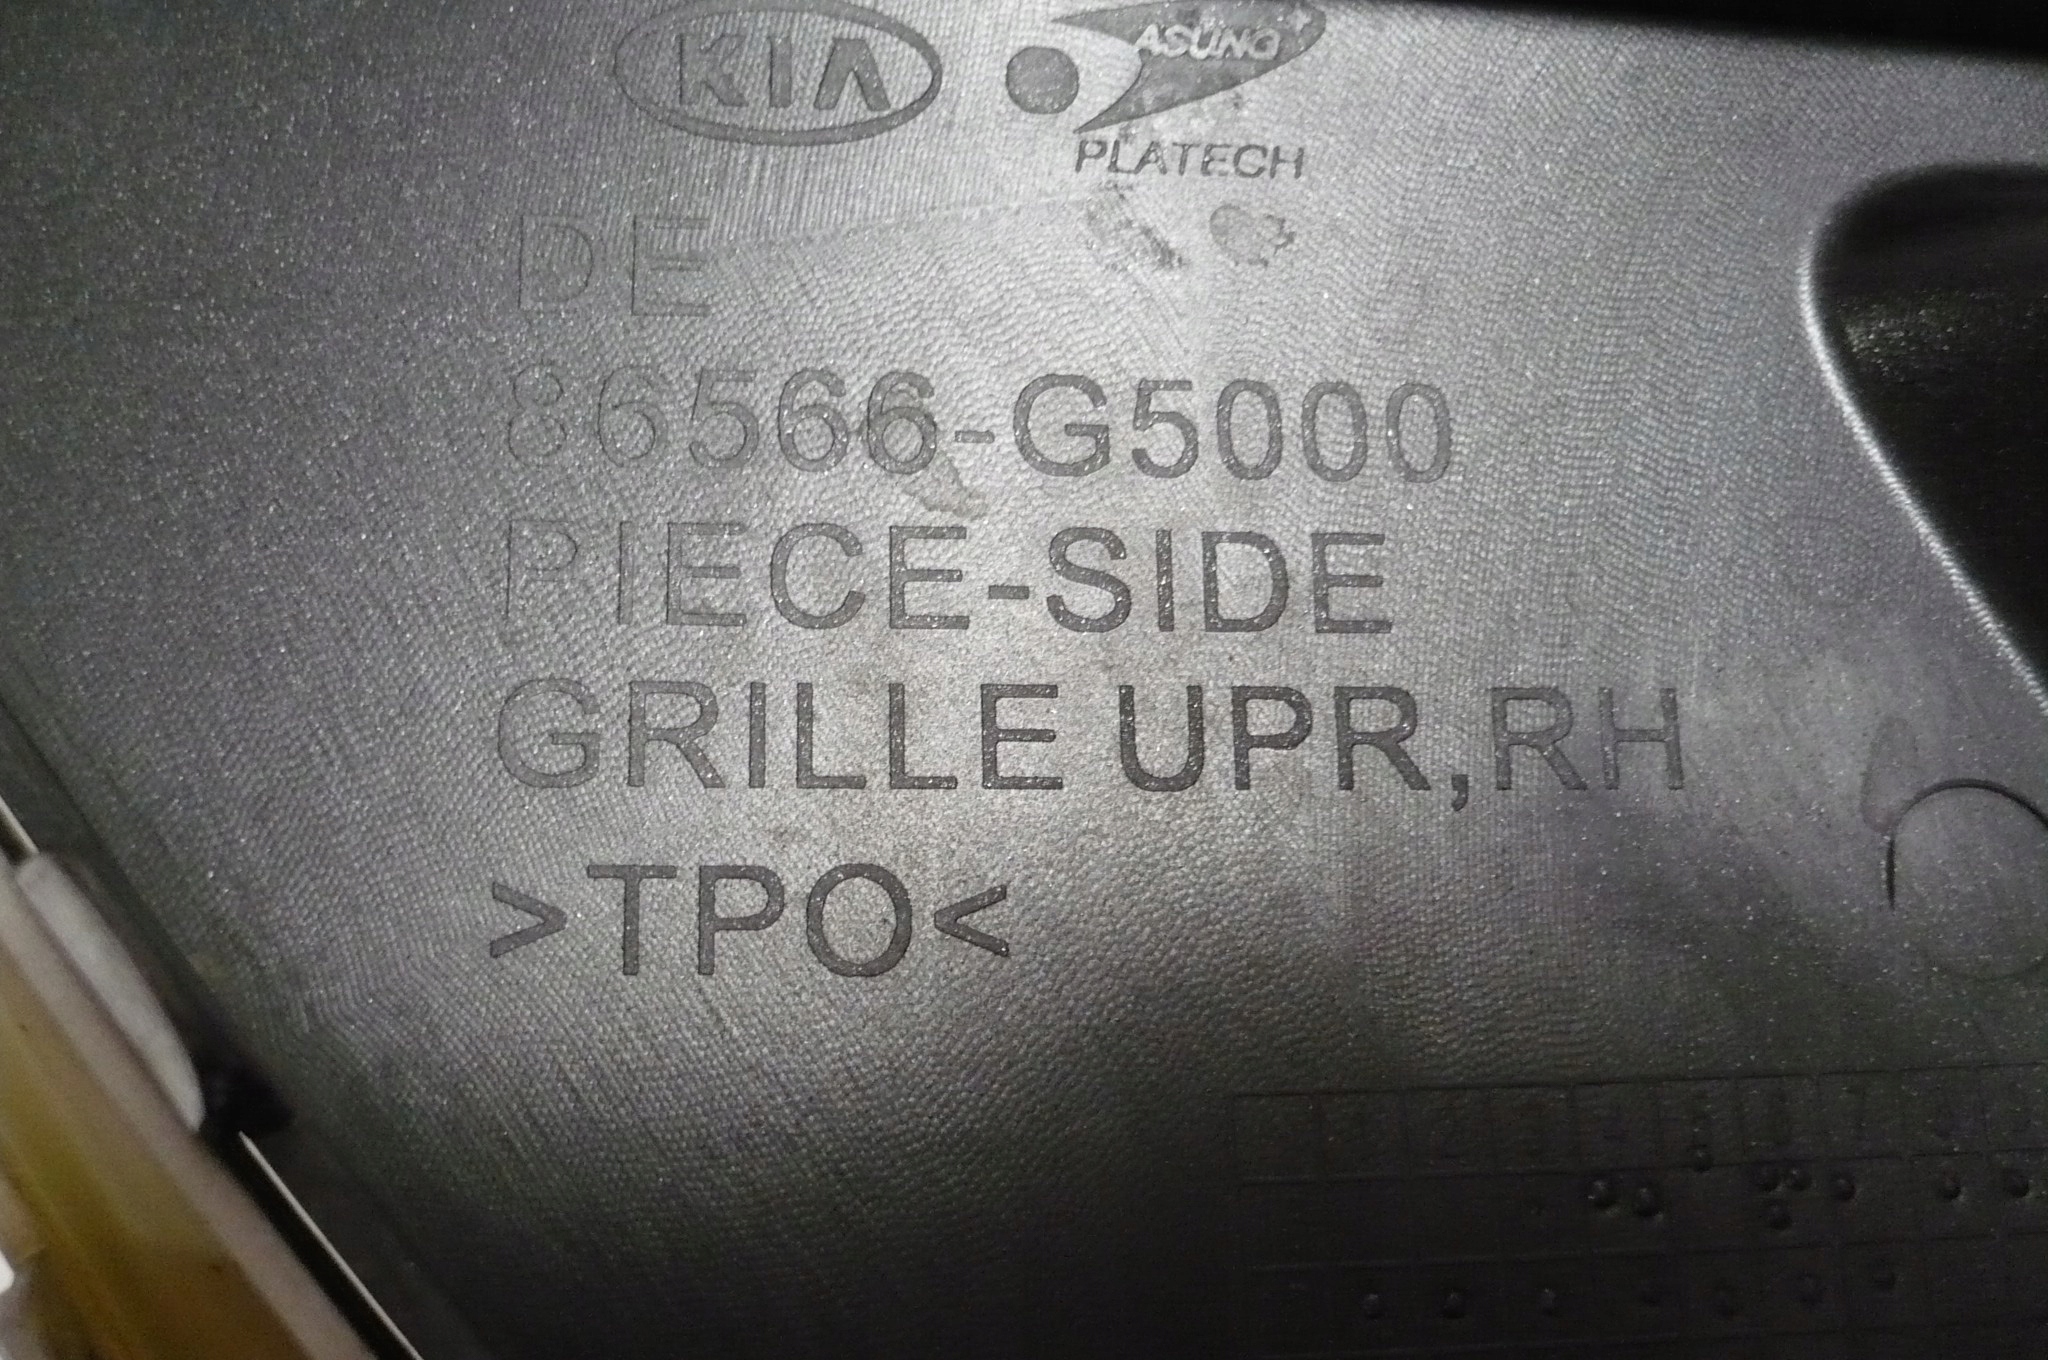 KIA ASUNG
PLATECH
DE
86566-G5000
PIECE-SIDE
GRILLE UPR,RH
>TPO<